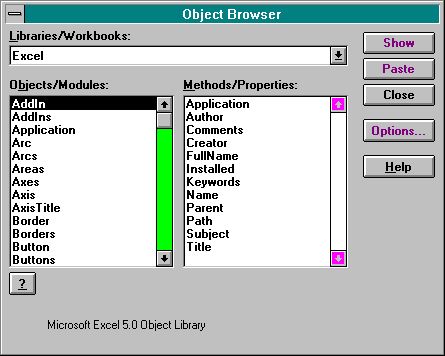 Object Browser
Libraries/Workbooks:
Excel
Show
Paste
Close
Options...
Help
Objects/Modules:
AddIn
AddIns
Application
Arc
Arcs
Areas
Axes
Axis
AxisTitle
Border
Borders
Button
Buttons
Methods/Properties:
Application
Author
Comments
Creator
FullName
Installed
Keywords
Name
Parent
Path
Subject
Title
?
Microsoft Excel 5.0 Object Library